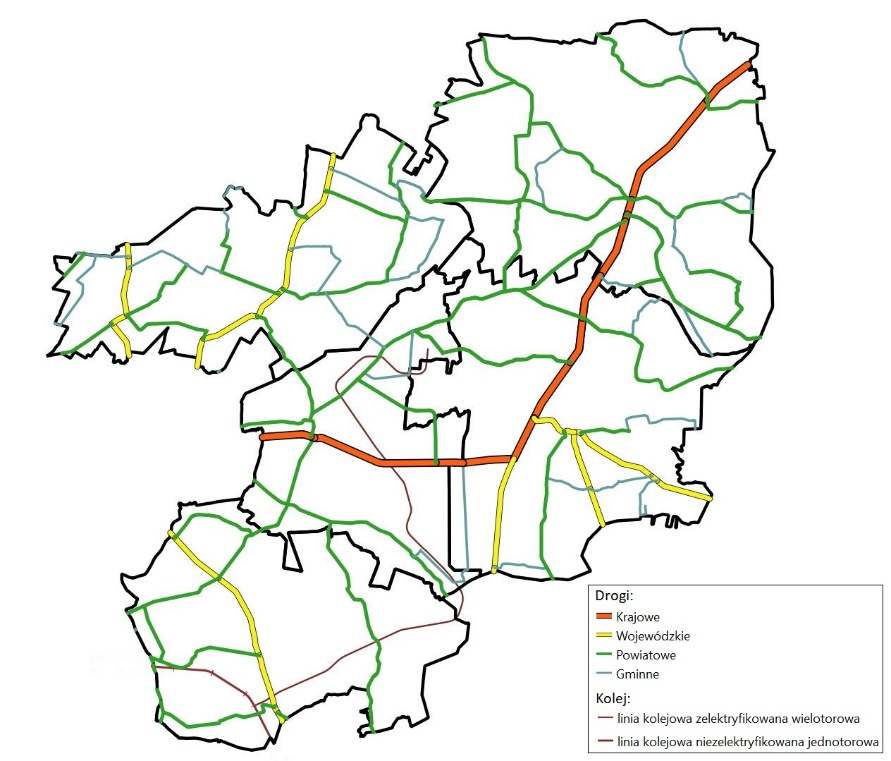 Drogi:
Krajowe
Wojewódzkie
Powiatowe
Gminne
Kolej:
linia kolejowa zelektryfikowana wielotorowa
linia kolejowa niezelektryfikowana jednotorowa